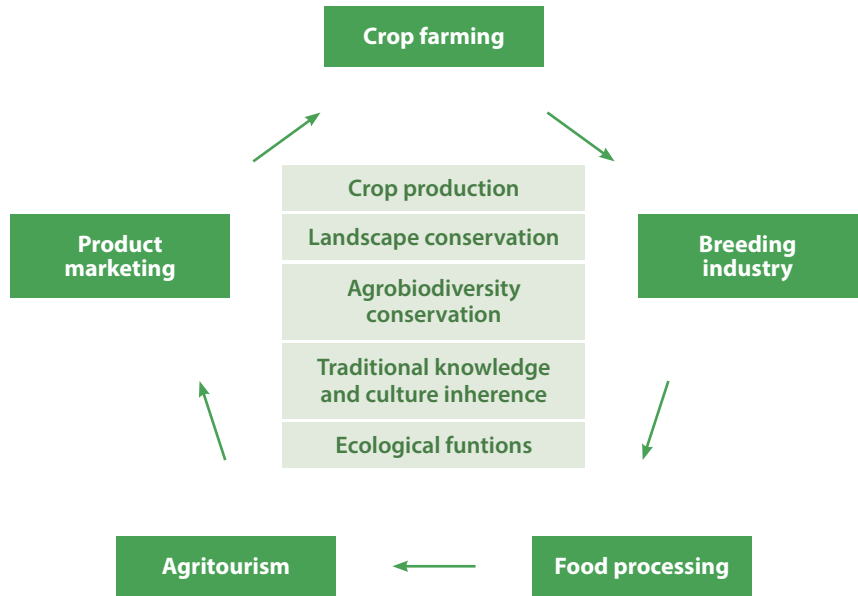 Crop farming
Crop production
Landscape conservation
Agrobiodiversity
conservation
Traditional knowledge
and culture inherence
Ecological funtions
Product
marketing
Breeding
industry
Agritourism
Food processing